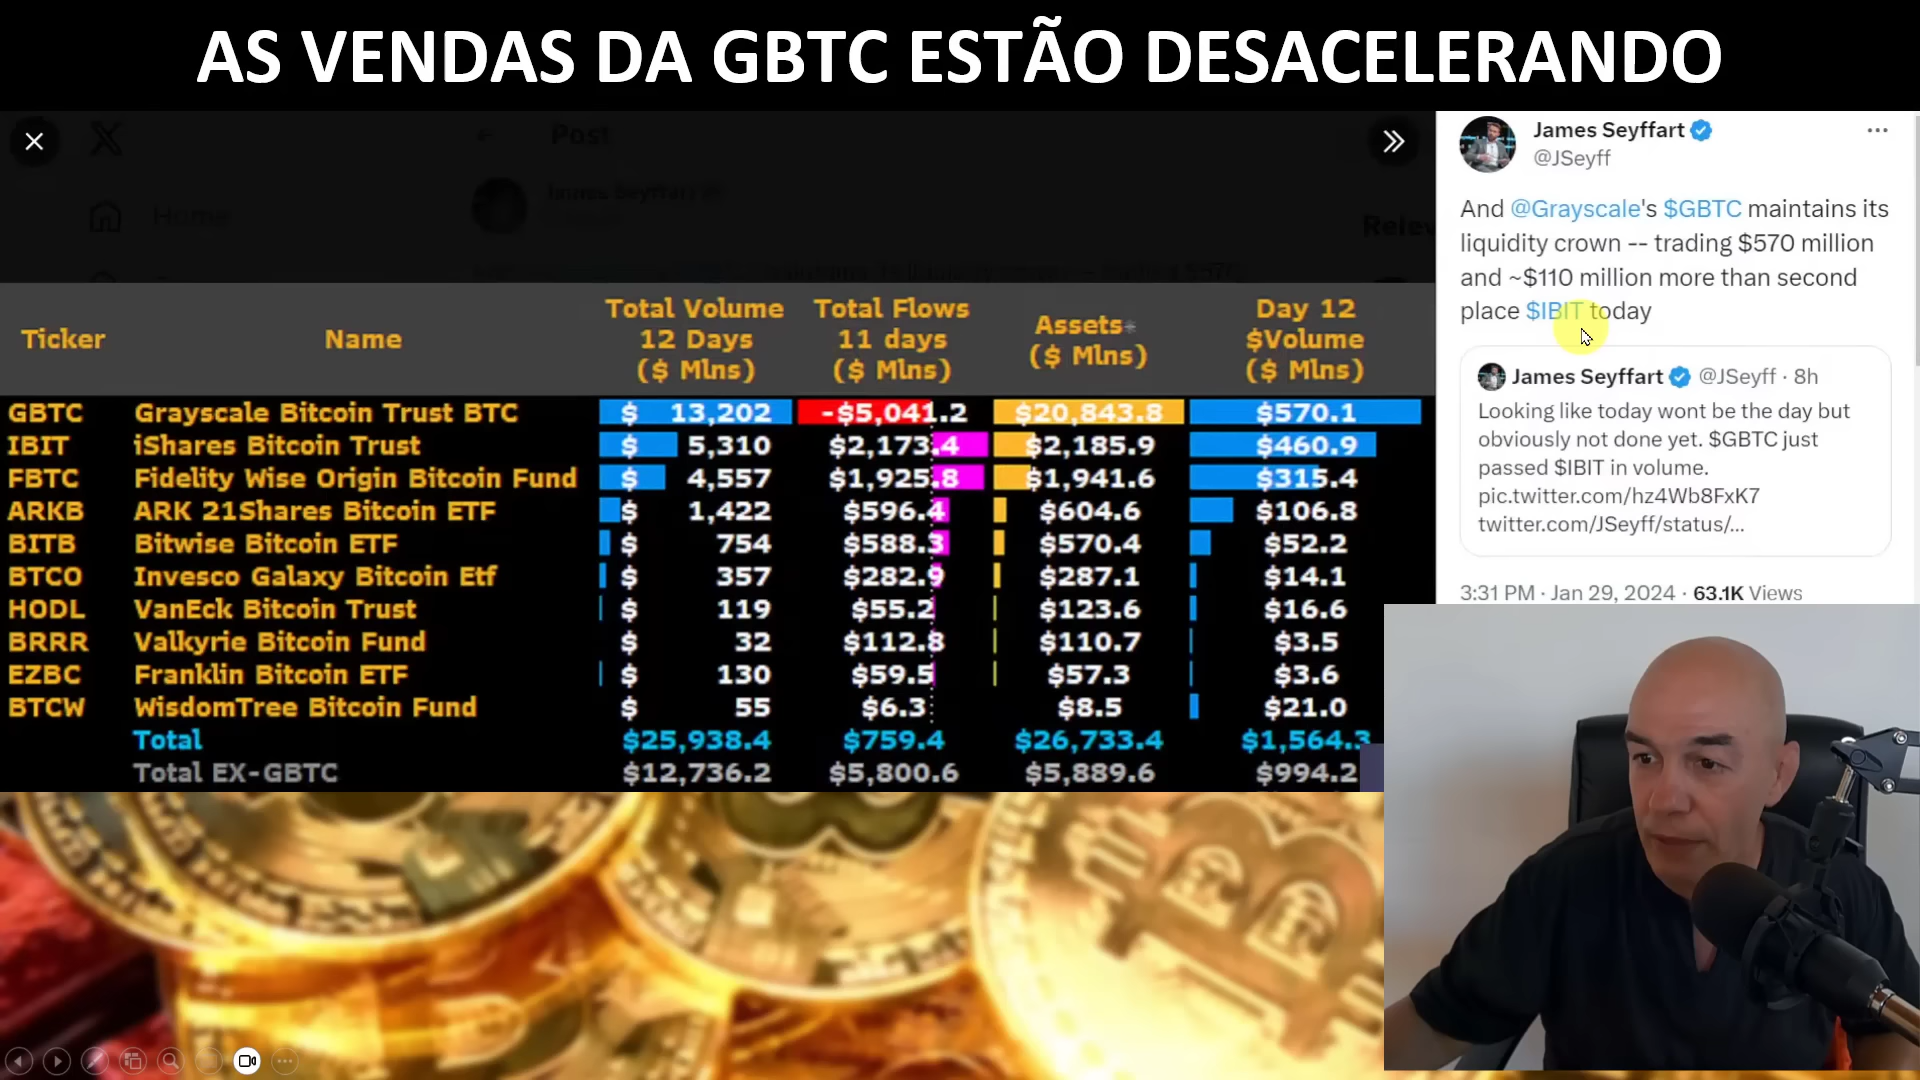 AS VENDAS DA GBTC ESTÃO DESACELERANDO
Post
Home
James Seyffart
@JSeyff
And @Grayscale's $GBTC maintains its
liquidity crown -- trading $570 million
and ~$110 million more than second
place $IBIT today
James Seyffart @JSeyff · 8h
Looking like today wont be the day but
obviously not done yet. $GBTC just
passed $IBIT in volume.
pic.twitter.com/hz4Wb8FxK7
twitter.com/JSeyff/status/...
3:31 PM · Jan 29, 2024 · 63.1K Views
Ticker Name Total Volume 12 Days ($ Mlns) Total Flows 11 days ($ Mlns) Assets* ($ Mlns) Day 12 $Volume ($ Mlns)
GBTC Grayscale Bitcoin Trust BTC $ 13,202 -$5,041.2 $20,843.8 $570.1
IBIT iShares Bitcoin Trust $ 5,310 $2,173.4 $2,185.9 $460.9
FBTC Fidelity Wise Origin Bitcoin Fund $ 4,557 $1,925.8 $1,941.6 $315.4
ARKB ARK 21Shares Bitcoin ETF $ 1,422 $596.4 $604.6 $106.8
BITB Bitwise Bitcoin ETF $ 754 $588.3 $570.4 $52.2
BTCO Invesco Galaxy Bitcoin Etf $ 357 $282.9 $287.1 $14.1
HODL VanEck Bitcoin Trust $ 119 $55.2 $123.6 $16.6
BRRR Valkyrie Bitcoin Fund $ 32 $112.8 $110.7 $3.5
EZBC Franklin Bitcoin ETF $ 130 $59.5 $57.3 $3.6
BTCW WisdomTree Bitcoin Fund $ 55 $6.3 $8.5 $21.0
Total $25,938.4 $759.4 $26,733.4 $1,564.3
Total EX-GBTC $12,736.2 $5,800.6 $5,889.6 $994.2